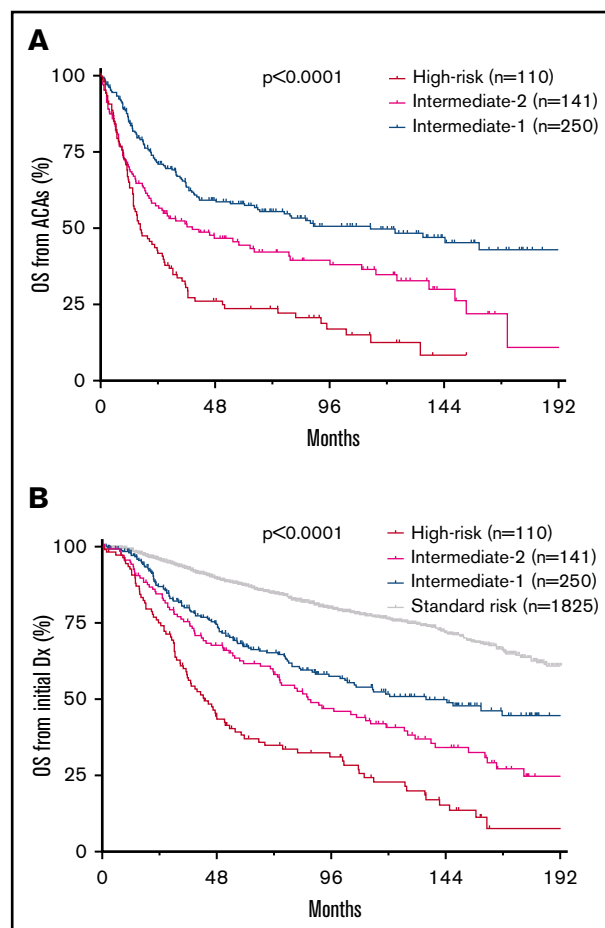 A
p<0.0001
High-risk (n=110)
Intermediate-2 (n=141)
Intermediate-1 (n=250)
OS from ACAs (%)
100
75
50
25
0
0 48 96 144 192
Months
B
p<0.0001
High-risk (n=110)
Intermediate-2 (n=141)
Intermediate-1 (n=250)
Standard risk (n=1825)
OS from initial Dx (%)
100
75
50
25
0
0 48 96 144 192
Months